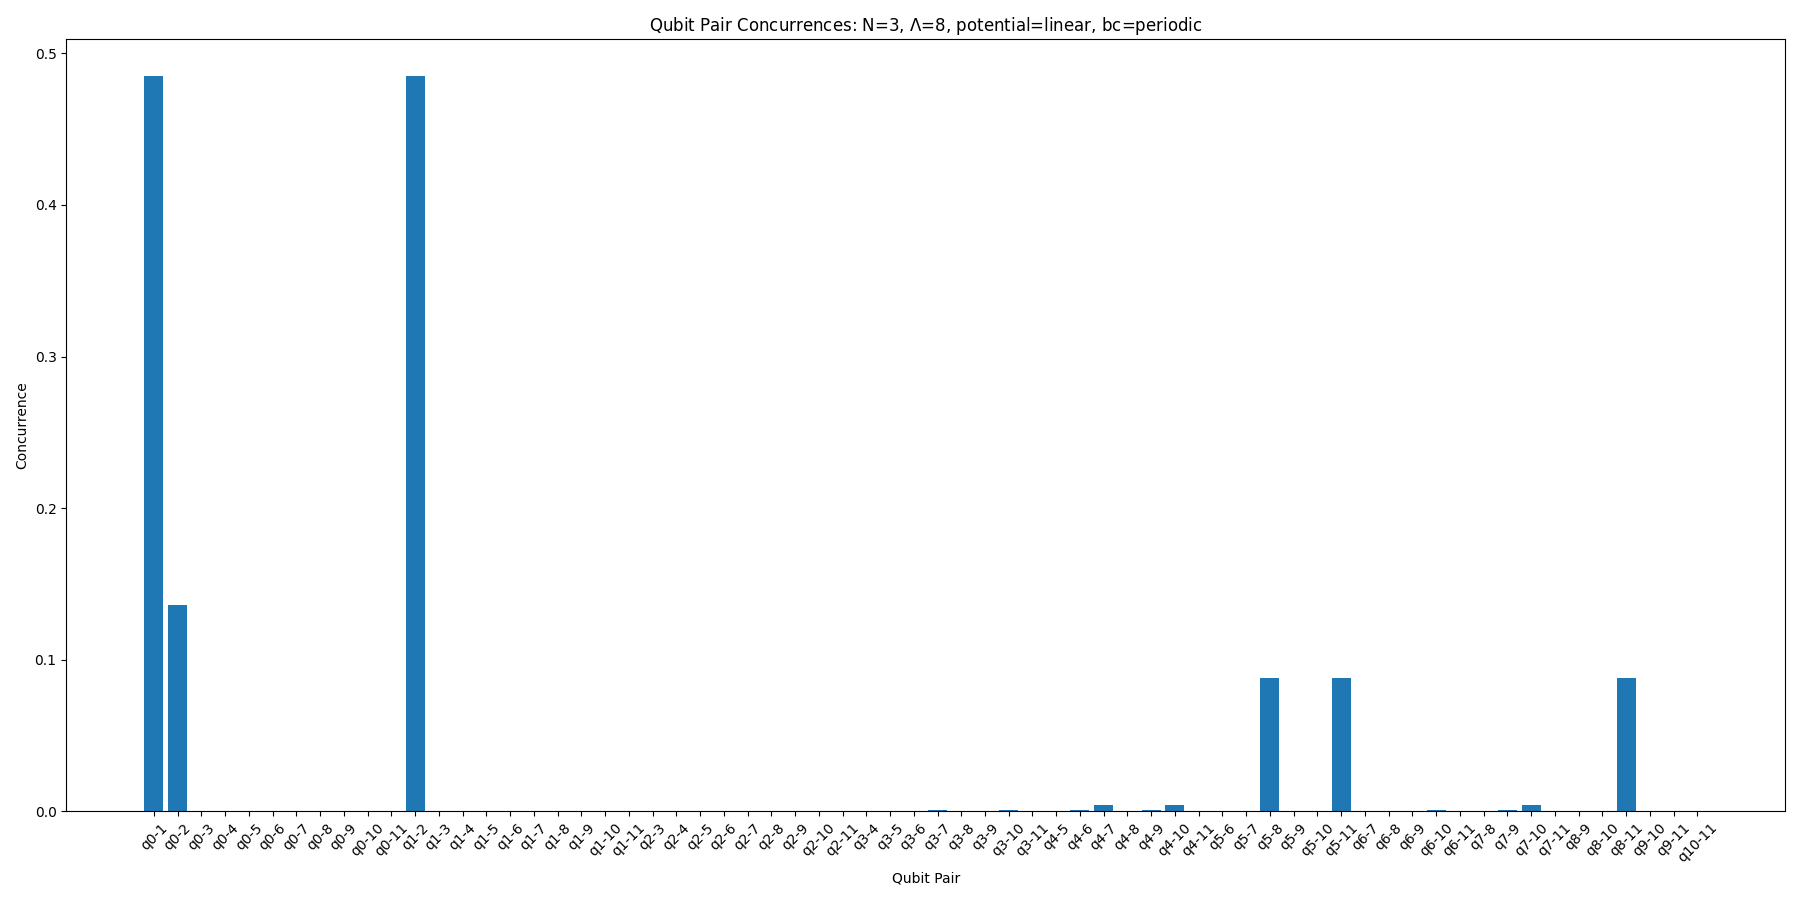 Qubit Pair Concurrences: N=3, Λ=8, potential=linear, bc=periodic
0.5
0.4
0.3
0.2
0.1
0.0
Concurrence
q0-1 q0-2 q0-3 q0-4 q0-5 q0-6 q0-7 q0-8 q0-9 q0-10 q0-11 q1-2 q1-3 q1-4 q1-5 q1-6 q1-7 q1-8 q1-9 q1-10 q1-11 q2-3 q2-4 q2-5 q2-6 q2-7 q2-8 q2-9 q2-10 q2-11 q3-4 q3-5 q3-6 q3-7 q3-8 q3-9 q3-10 q3-11 q4-5 q4-6 q4-7 q4-8 q4-9 q4-10 q4-11 q5-6 q5-7 q5-8 q5-9 q5-10 q5-11 q6-7 q6-8 q6-9 q6-10 q6-11 q7-8 q7-9 q7-10 q7-11 q8-9 q8-10 q8-11 q9-10 q9-11 q10-11
Qubit Pair